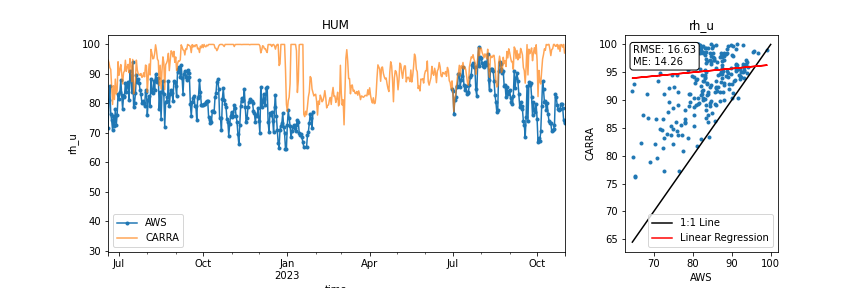 HUM
rh_u
100
90
80
70
60
50
40
30
AWS
CARRA
Jul
Oct
Jan
2023
Apr
Jul
Oct
time
rh_u
CARRA
100
95
90
85
80
75
70
65
RMSE: 16.63
ME: 14.26
1:1 Line
Linear Regression
70
80
90
100
AWS